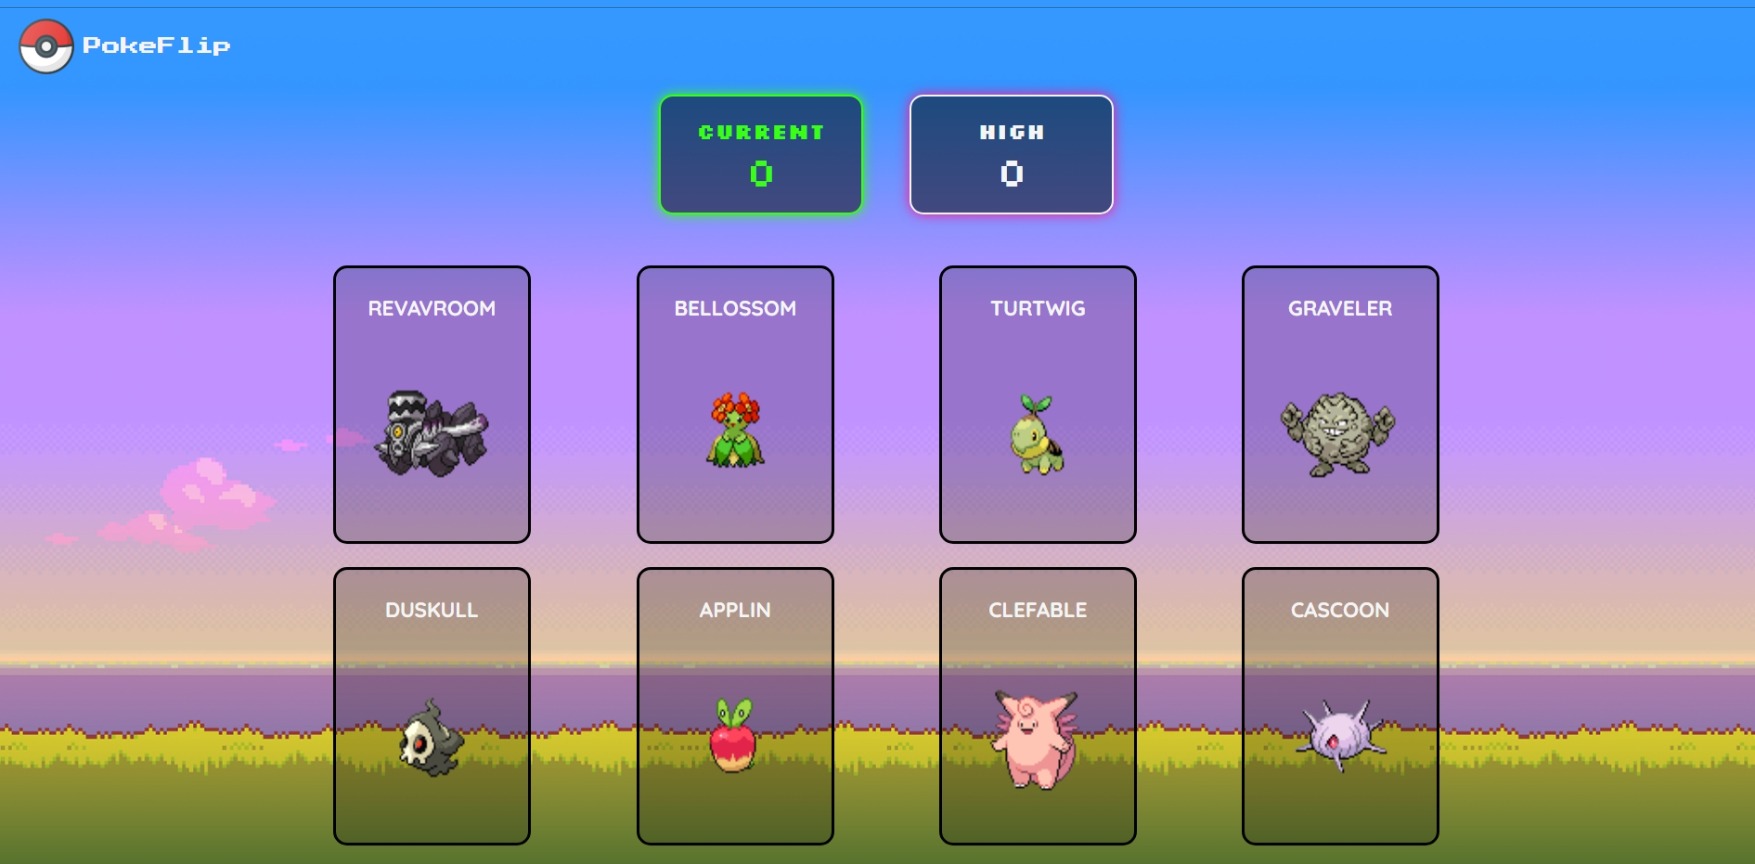 PokeFlip
CURRENT
0
HIGH
0
REVAVROOM
BELLOSSOM
TURTWIG
GRAVELER
DUSKULL
APPLIN
CLEFABLE
CASCOON